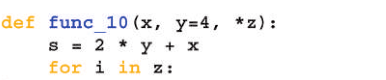 def func_10(x, y=4, *z):
    s = 2 * y + x
    for i in z: